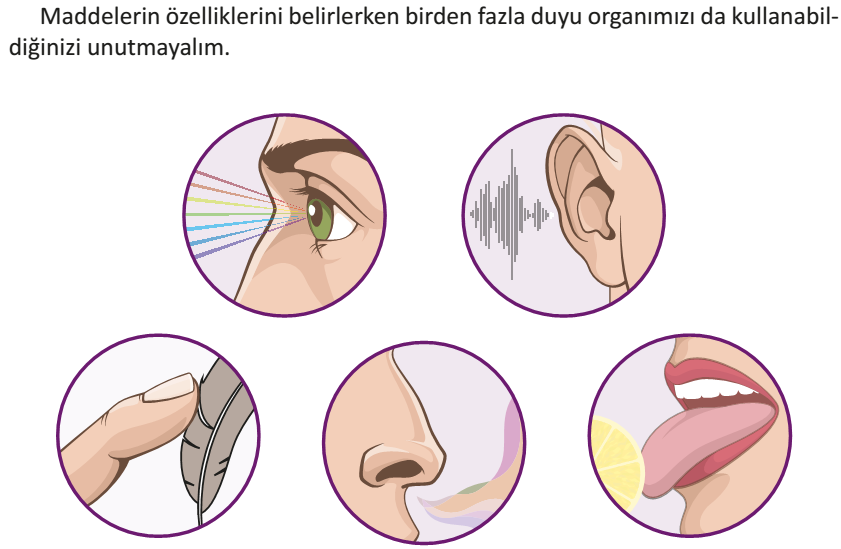 Maddelerin özelliklerini belirlerken birden fazla duyu organımızı da kullanabil-
diğinizi unutmayalım.